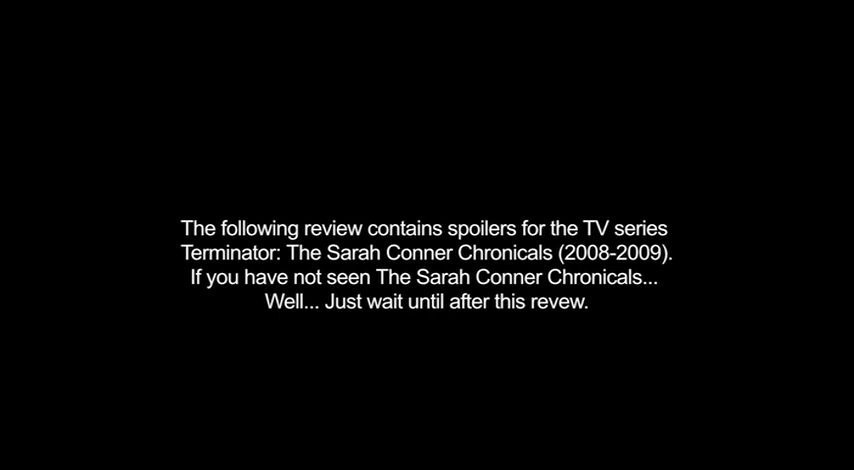 The following review contains spoilers for the TV series
Terminator: The Sarah Conner Chronicals (2008-2009).
If you have not seen The Sarah Conner Chronicals...
Well... Just wait until after this revew.